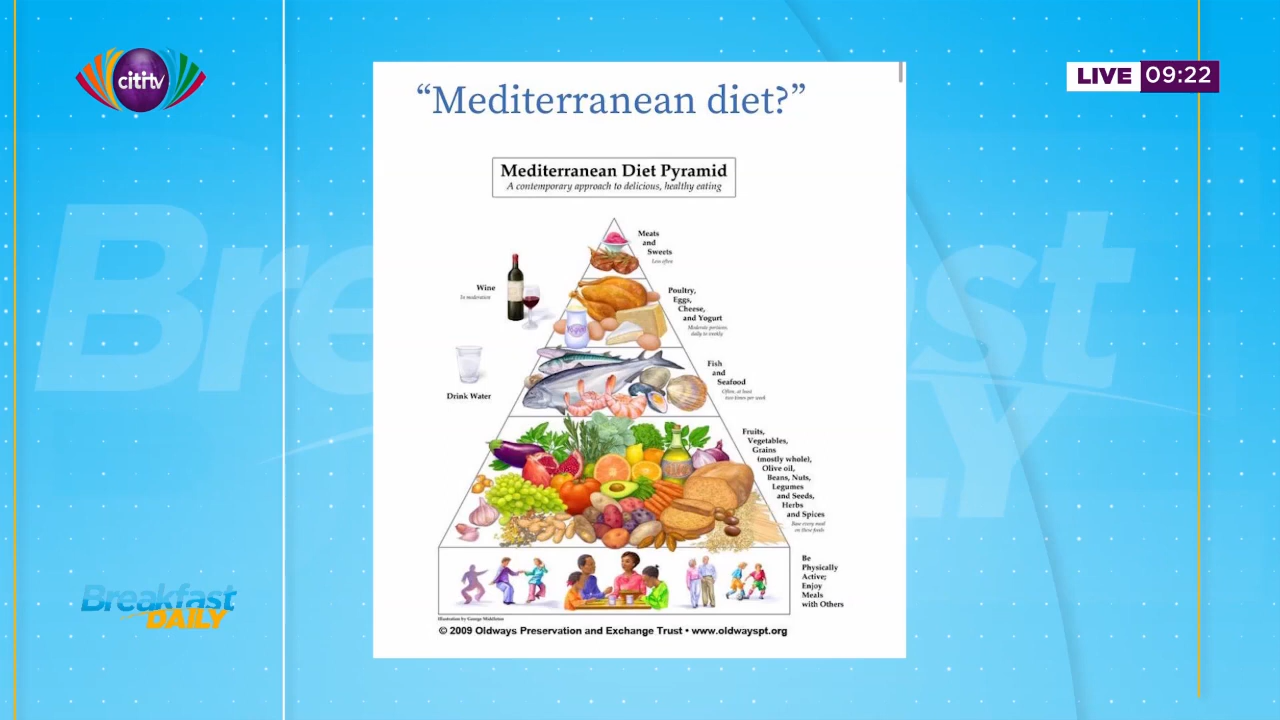 citi tv
LIVE 09:22
“Mediterranean diet?”
Mediterranean Diet Pyramid
A contemporary approach to delicious, healthy eating
Meats
and
Sweets
Less often
Wine
In moderation
Poultry,
Eggs,
Cheese,
and Yogurt
Moderate portions,
daily to weekly
Fish
and
Seafood
Often, at least
two times per week
Drink Water
Fruits,
Vegetables,
Grains
(mostly whole),
Olive oil,
Beans, Nuts,
Legumes
and Seeds,
Herbs
and Spices
Base every meal
on these foods
Be
Physically
Active;
Enjoy
Meals
with Others
Illustration by George Middleton
© 2009 Oldways Preservation and Exchange Trust • www.oldwayspt.org
Breakfast
DAILY